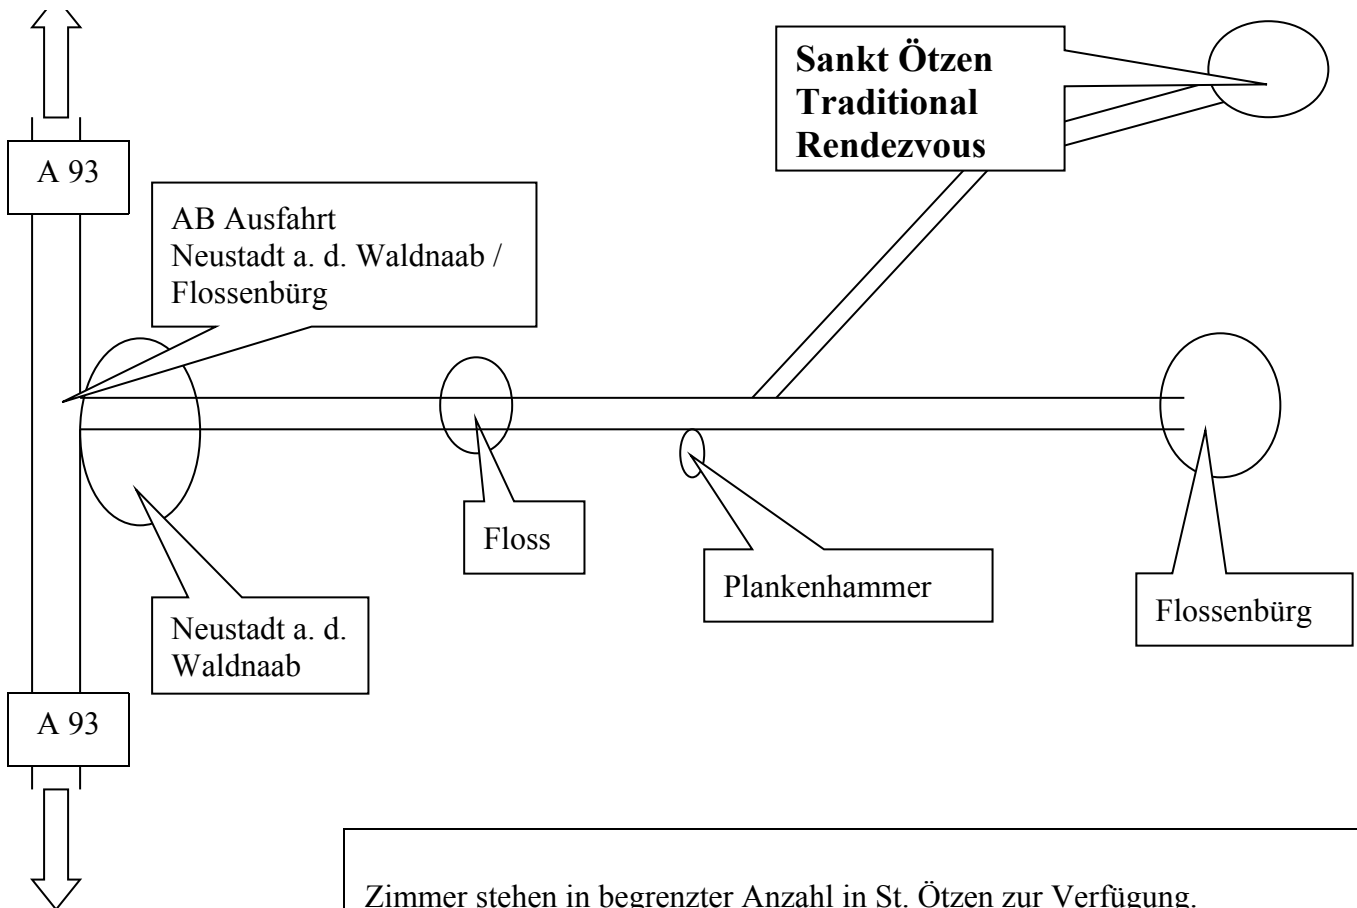 Sankt Ötzen
Traditional
Rendezvous
A 93
AB Ausfahrt
Neustadt a. d. Waldnaab /
Flossenbürg
Floss
Plankenhammer
Flossenbürg
Neustadt a. d.
Waldnaab
A 93
Zimmer stehen in begrenzter Anzahl in St. Ötzen zur Verfügung.